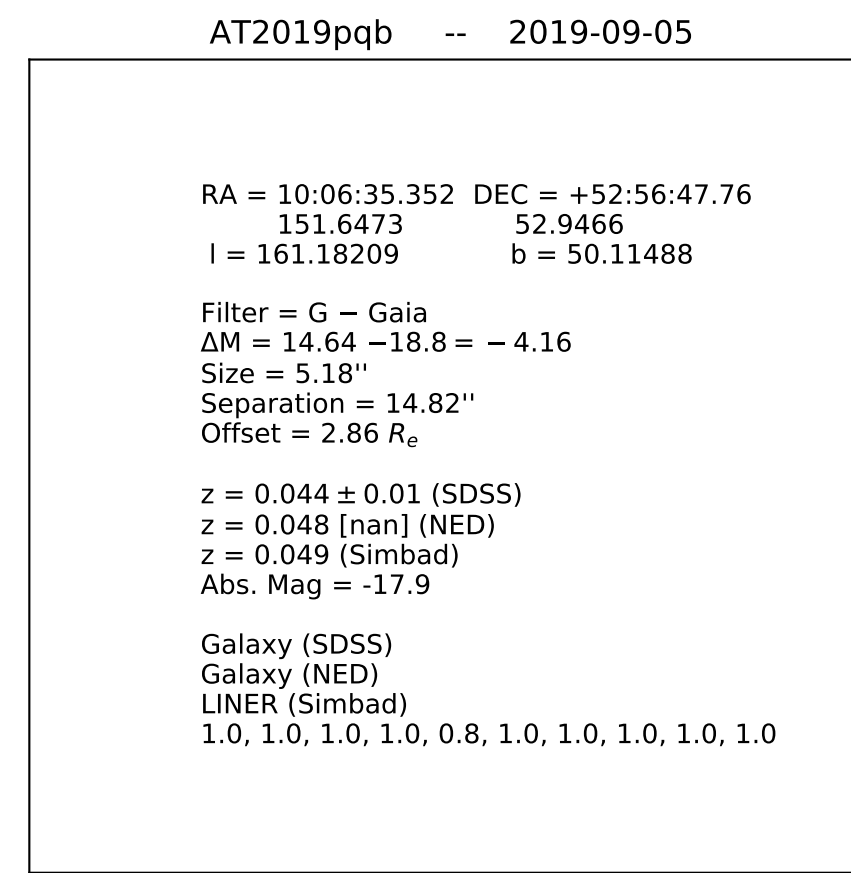 AT2019pqb -- 2019-09-05
RA = 10:06:35.352 DEC = +52:56:47.76
151.6473 52.9466
l = 161.18209 b = 50.11488
Filter = G − Gaia
ΔM = 14.64 −18.8 = − 4.16
Size = 5.18''
Separation = 14.82''
Offset = 2.86 Rₑ
z = 0.044 ± 0.01 (SDSS)
z = 0.048 [nan] (NED)
z = 0.049 (Simbad)
Abs. Mag = -17.9
Galaxy (SDSS)
Galaxy (NED)
LINER (Simbad)
1.0, 1.0, 1.0, 1.0, 0.8, 1.0, 1.0, 1.0, 1.0, 1.0